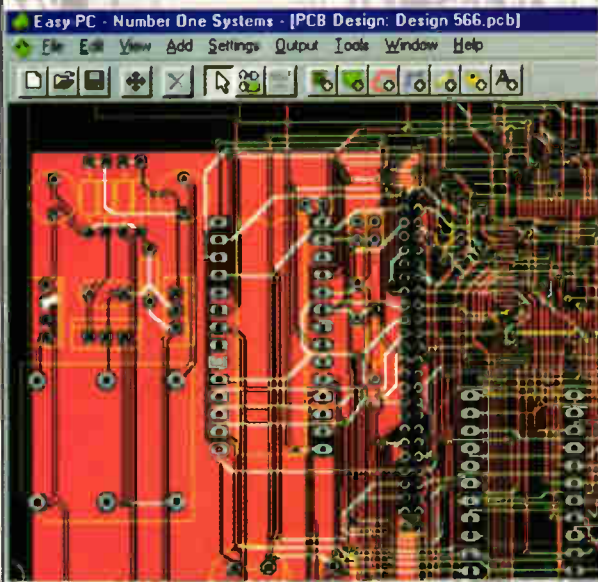 Easy PC - Number One Systems - [PCB Design: Design 566.pcb]
File Edit View Add Settings Output Tools Window Help